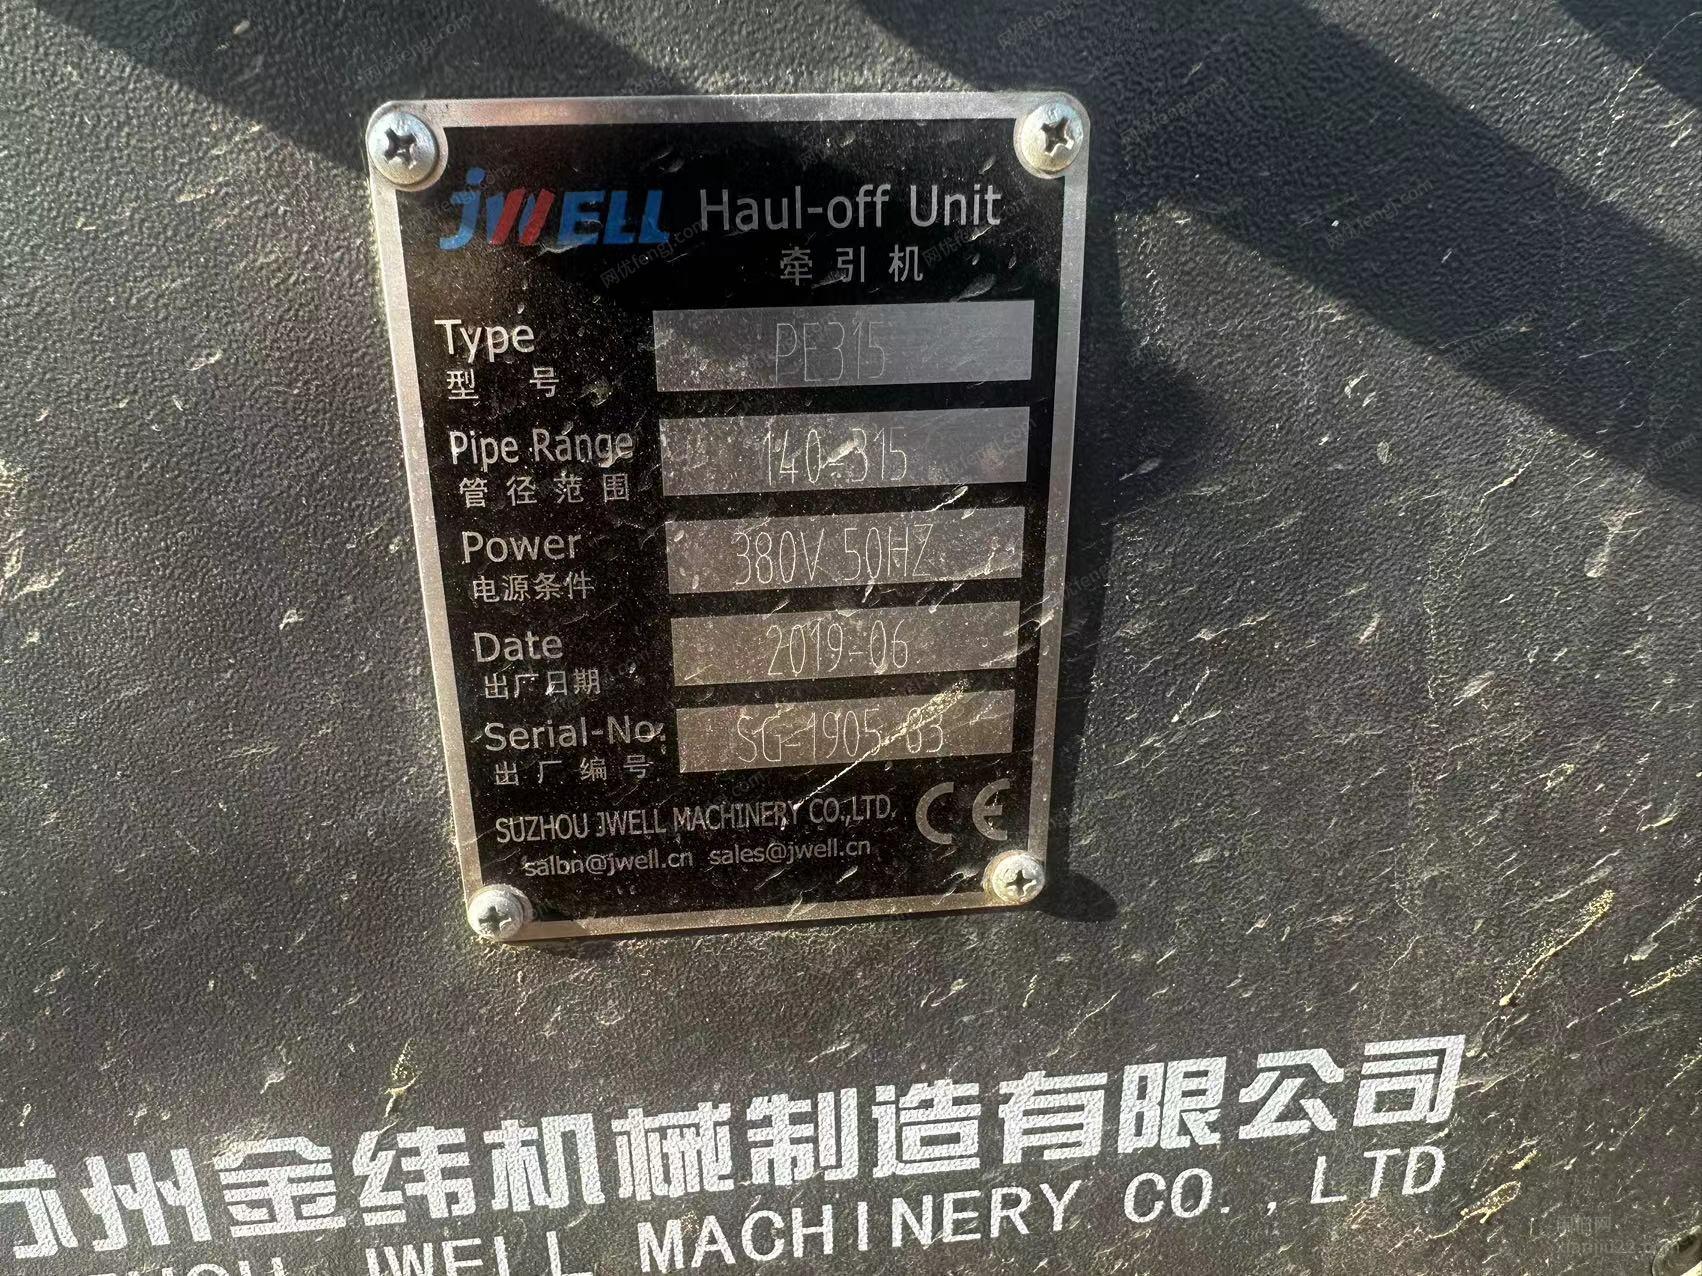 JWELL Haul-off Unit
牵引机
Type PE315
型 号
Pipe Range 140-315
管径范围
Power 380V 50HZ
电源条件
Date 2019-06
出厂日期
Serial-No: SG-1905-03
出厂编号
SUZHOU JWELL MACHINERY CO.,LTD.
salbn@jwell.cn sales@jwell.cn
CE
苏州金纬机械制造有限公司
JWELL MACHINERY CO.,LTD